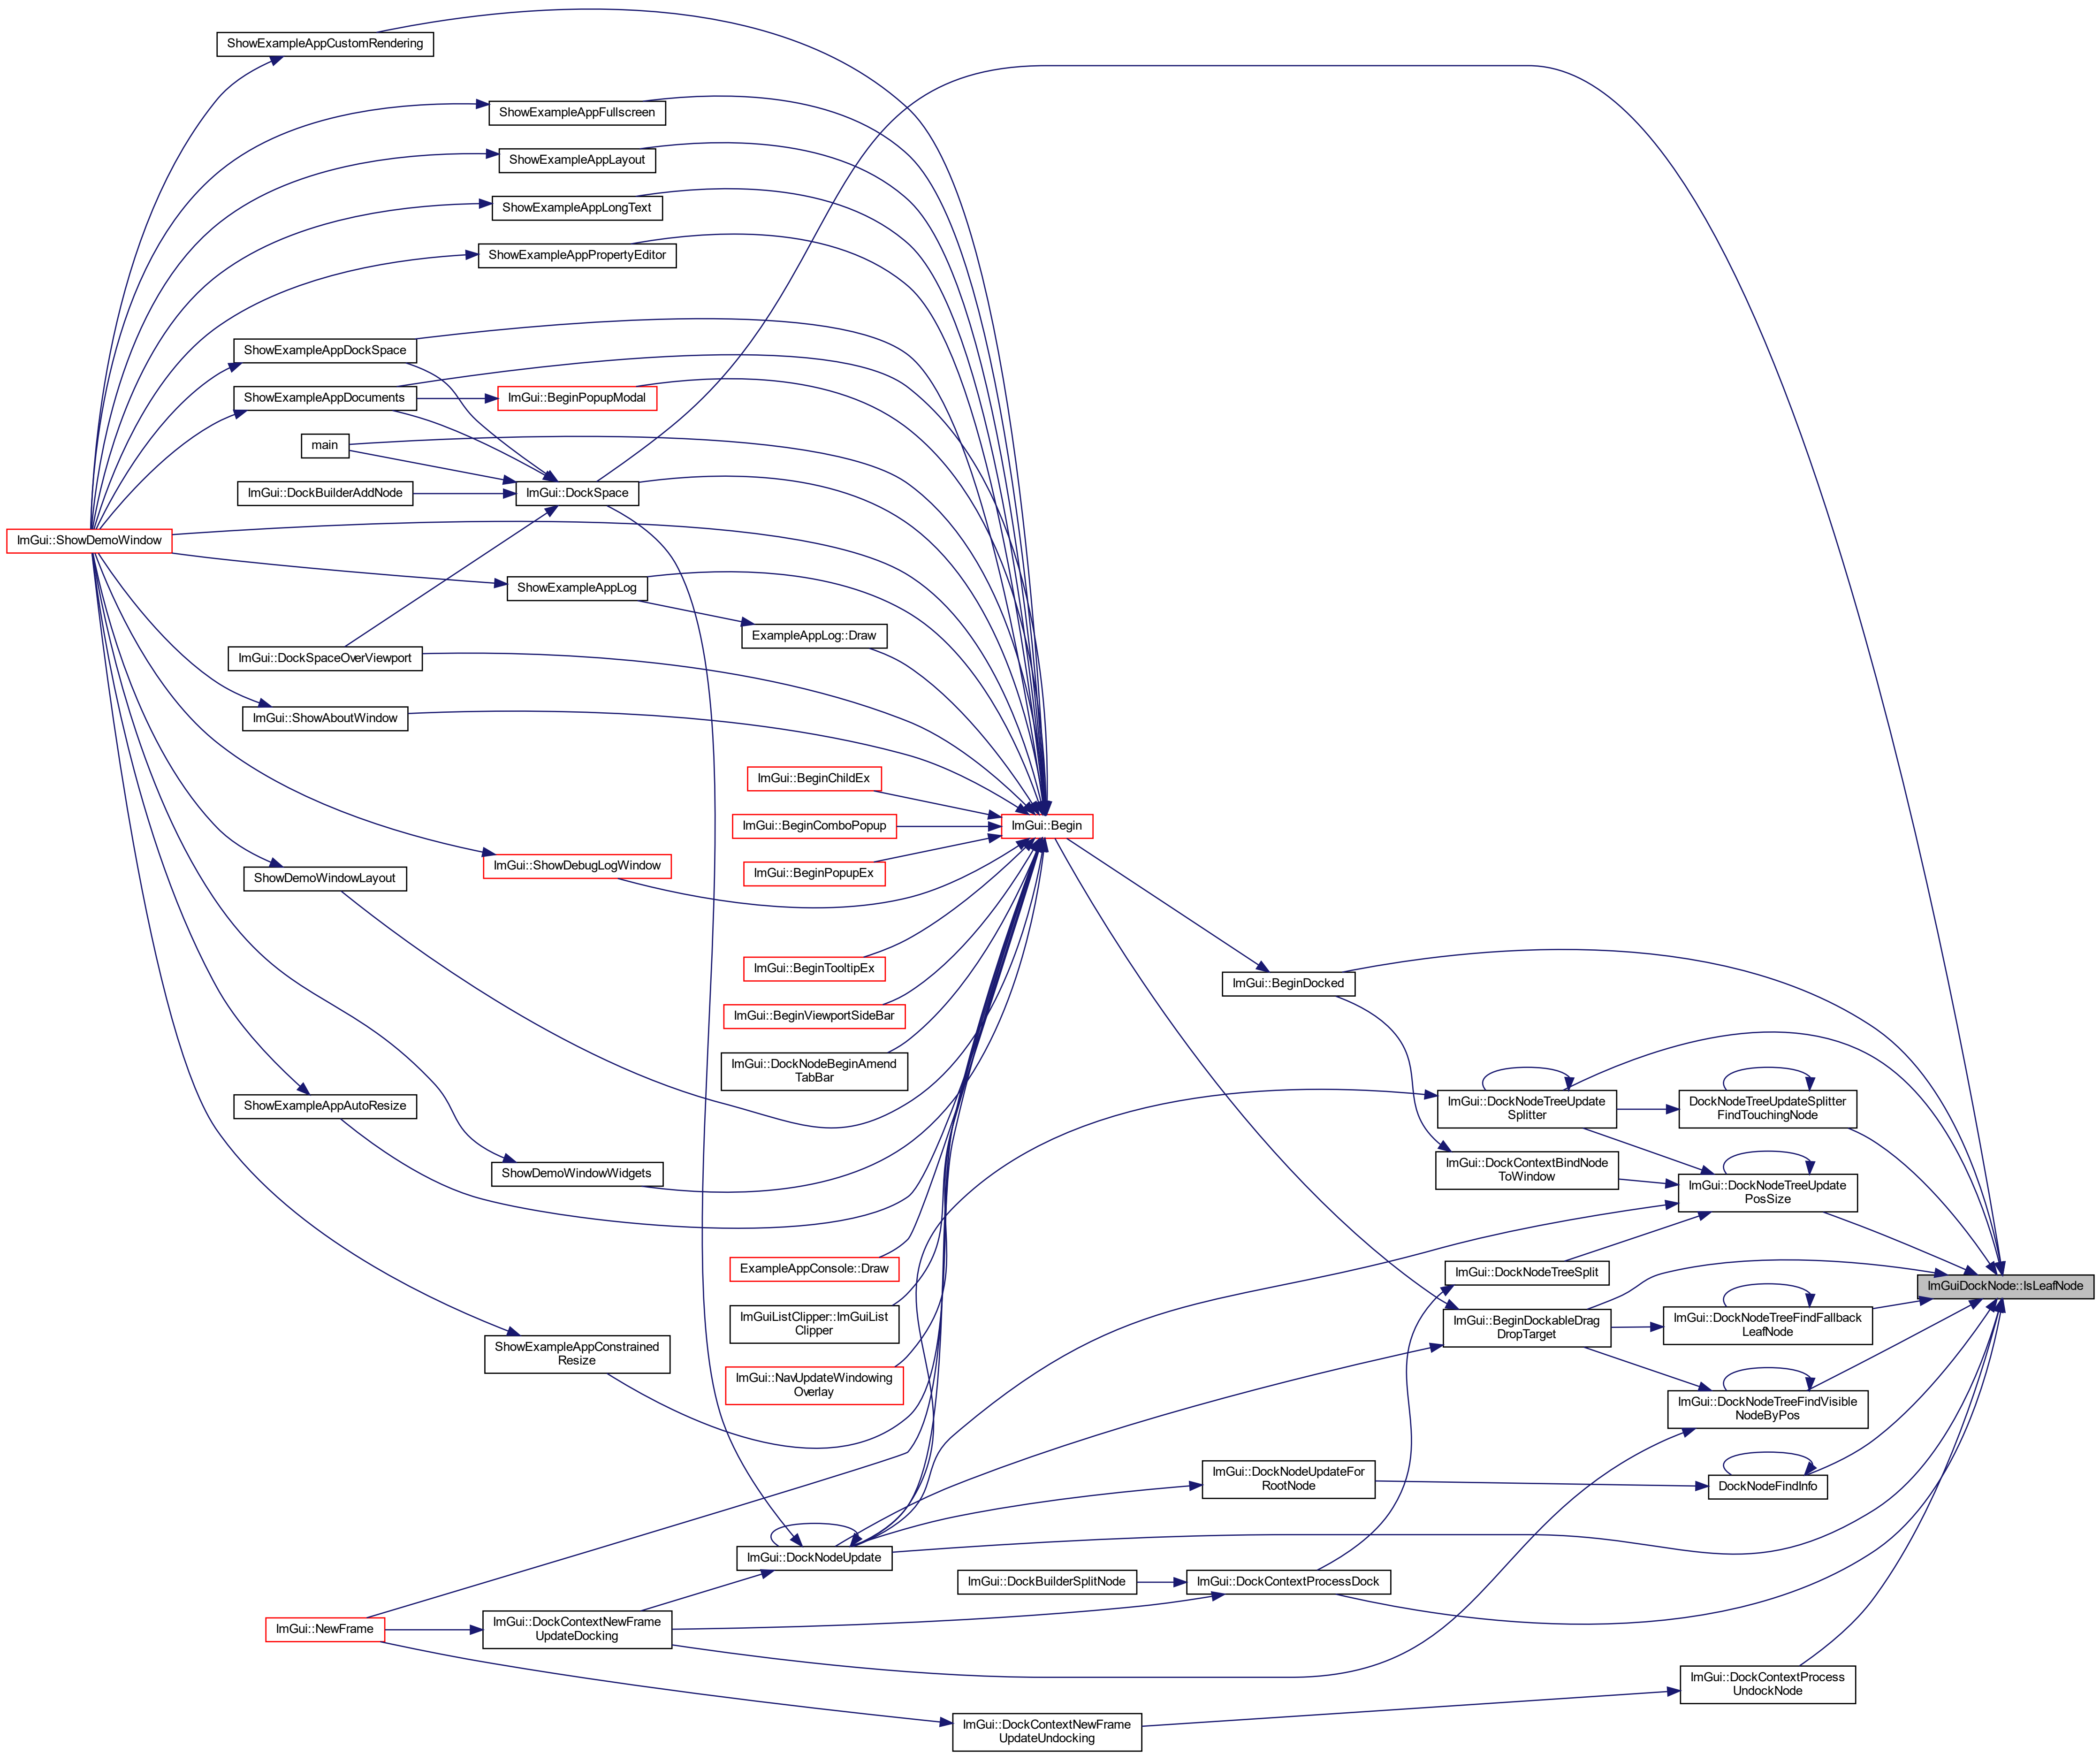 ShowExampleAppCustomRendering
ShowExampleAppFullscreen
ShowExampleAppLayout
ShowExampleAppLongText
ShowExampleAppPropertyEditor
ShowExampleAppDockSpace
ShowExampleAppDocuments
ImGui::BeginPopupModal
main
ImGui::DockBuilderAddNode
ImGui::DockSpace
ImGui::ShowDemoWindow
ShowExampleAppLog
ExampleAppLog::Draw
ImGui::DockSpaceOverViewport
ImGui::ShowAboutWindow
ImGui::BeginChildEx
ImGui::BeginComboPopup
ImGui::Begin
ImGui::ShowDebugLogWindow
ImGui::BeginPopupEx
ShowDemoWindowLayout
ImGui::BeginTooltipEx
ImGui::BeginDocked
ImGui::BeginViewportSideBar
ImGui::DockNodeBeginAmend
TabBar
ShowExampleAppAutoResize
ImGui::DockNodeTreeUpdate
Splitter
DockNodeTreeUpdateSplitter
FindTouchingNode
ShowDemoWindowWidgets
ImGui::DockContextBindNode
ToWindow
ImGui::DockNodeTreeUpdate
PosSize
ExampleAppConsole::Draw
ImGui::DockNodeTreeSplit
ImGuiDockNode::IsLeafNode
ImGuiListClipper::ImGuiList
Clipper
ImGui::BeginDockableDrag
DropTarget
ImGui::DockNodeTreeFindFallback
LeafNode
ShowExampleAppConstrained
Resize
ImGui::NavUpdateWindowing
Overlay
ImGui::DockNodeTreeFindVisible
NodeByPos
ImGui::DockNodeUpdateFor
RootNode
DockNodeFindInfo
ImGui::DockNodeUpdate
ImGui::DockBuilderSplitNode
ImGui::DockContextProcessDock
ImGui::NewFrame
ImGui::DockContextNewFrame
UpdateDocking
ImGui::DockContextProcess
UndockNode
ImGui::DockContextNewFrame
UpdateUndocking